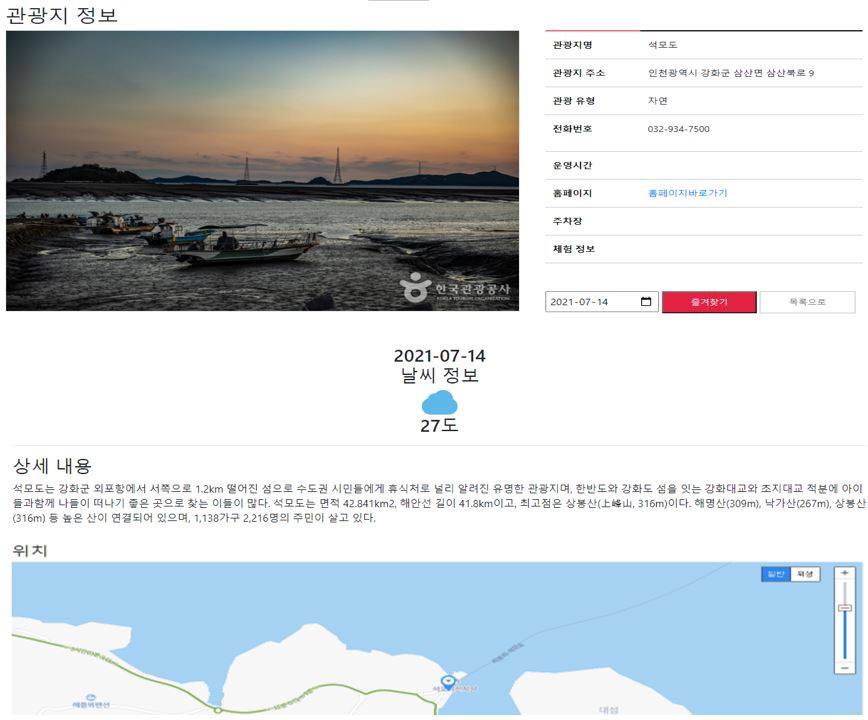 관광지 정보
관광지명 석모도
관광지 주소 인천광역시 강화군 삼산면 삼산북로 9
관광 유형 자연
전화번호 032-934-7500
운영시간
홈페이지 홈페이지바로가기
주차장
체험 정보
한국관광공사
KOREA TOURISM ORGANIZATION
2021-07-14 즐겨찾기 목록으로
2021-07-14
날씨 정보
27도
상세 내용
석모도는 강화군 외포항에서 서쪽으로 1.2km 떨어진 섬으로 수도권 시민들에게 휴식처로 널리 알려진 유명한 관광지며, 한반도와 강화도 섬을 잇는 강화대교와 조지대교 적분에 아이
들과함께 나들이 떠나기 좋은 곳으로 찾는 이들이 많다. 석모도는 면적 42.841km2, 해안선 길이 41.8km이고, 최고점은 상봉산(上峰山, 316m)이다. 해명산(309m), 낙가산(267m), 상봉산
(316m) 등 높은 산이 연결되어 있으며, 1,138가구 2,216명의 주민이 살고 있다.
위치
일반 위성
대섬